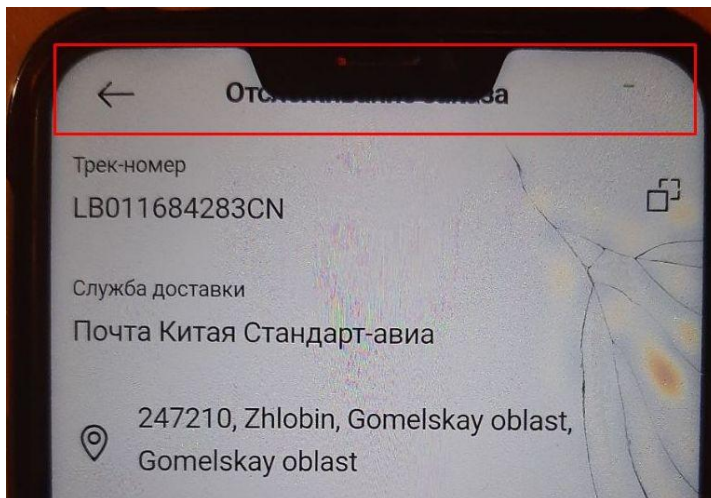 Трек-номер
LB011684283CN
Служба доставки
Почта Китая Стандарт-авиа
247210, Zhlobin, Gomelskay oblast,
Gomelskay oblast